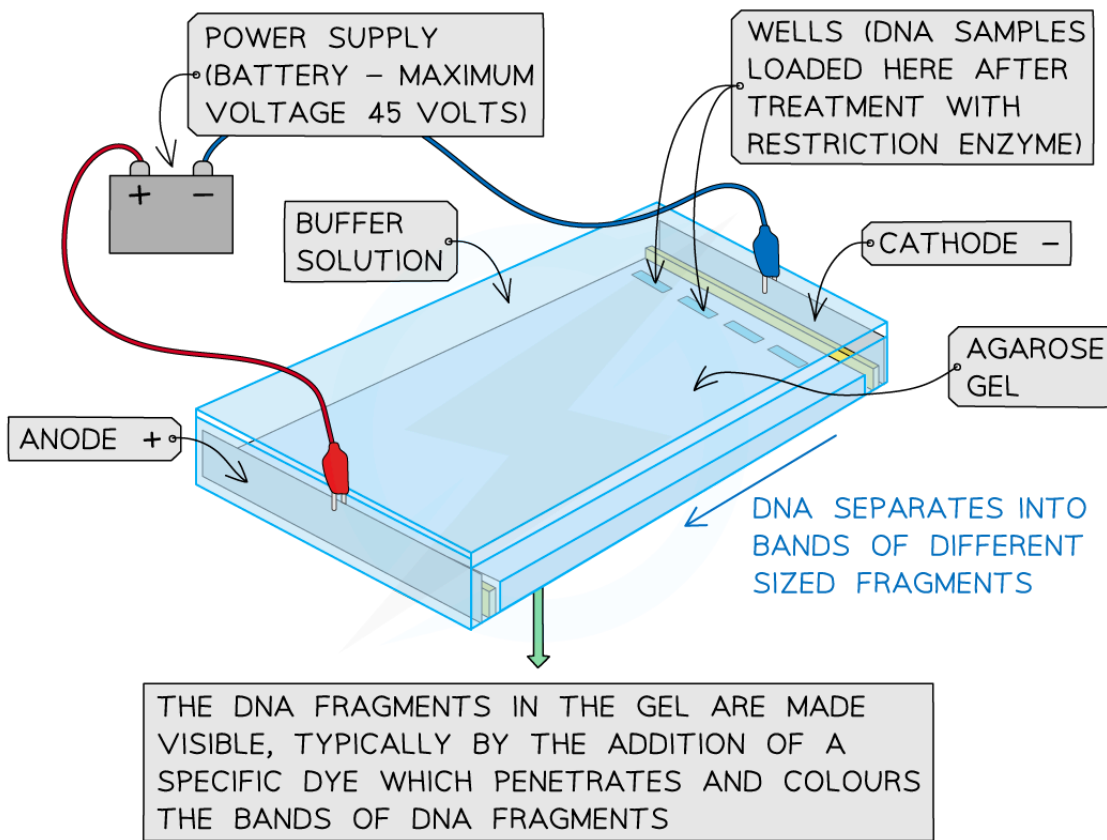 POWER SUPPLY
(BATTERY – MAXIMUM
VOLTAGE 45 VOLTS)
WELLS (DNA SAMPLES
LOADED HERE AFTER
TREATMENT WITH
RESTRICTION ENZYME)
+ −
BUFFER
SOLUTION
CATHODE −
AGAROSE
GEL
ANODE +
DNA SEPARATES INTO
BANDS OF DIFFERENT
SIZED FRAGMENTS
THE DNA FRAGMENTS IN THE GEL ARE MADE
VISIBLE, TYPICALLY BY THE ADDITION OF A
SPECIFIC DYE WHICH PENETRATES AND COLOURS
THE BANDS OF DNA FRAGMENTS